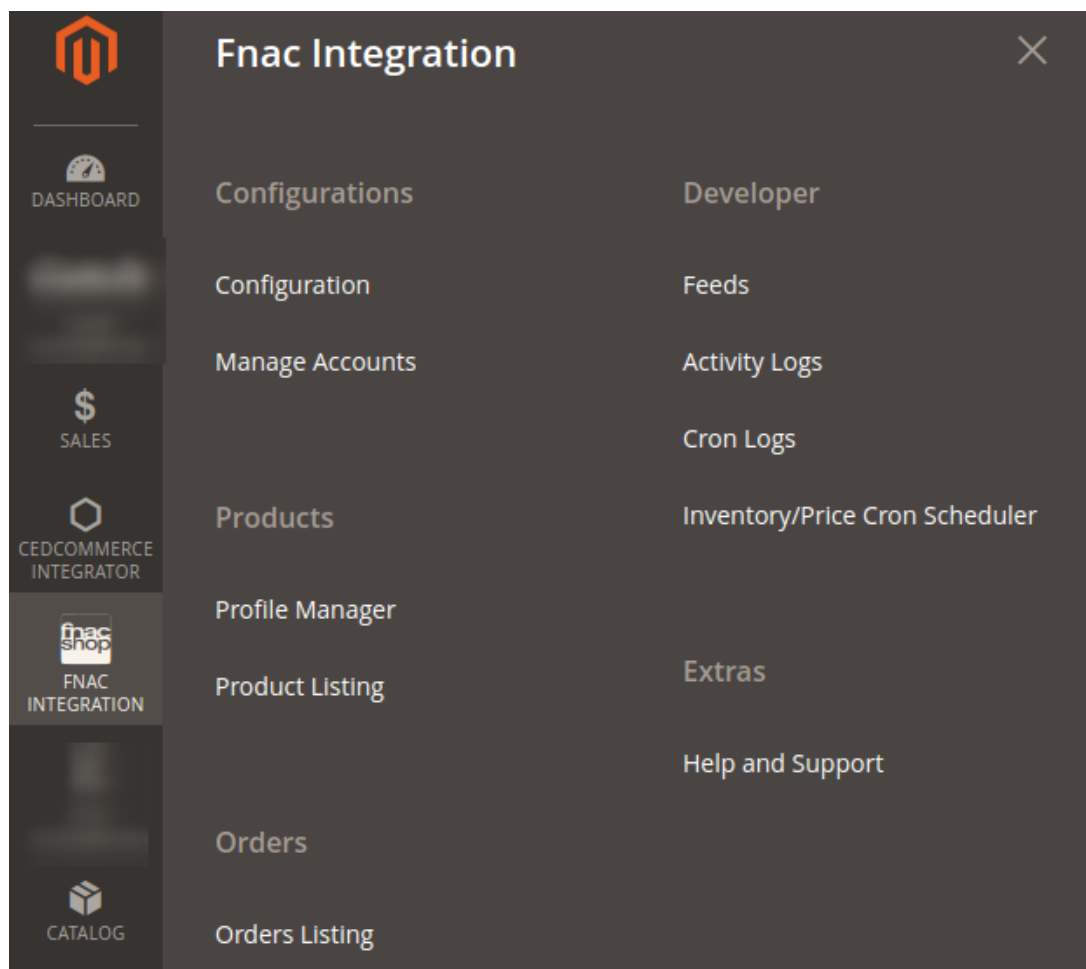 Fnac Integration
DASHBOARD
$
SALES
CEDCOMMERCE
INTEGRATOR
fnac
shop
FNAC
INTEGRATION
CATALOG
Configurations
Configuration
Manage Accounts
Products
Profile Manager
Product Listing
Orders
Orders Listing
Developer
Feeds
Activity Logs
Cron Logs
Inventory/Price Cron Scheduler
Extras
Help and Support